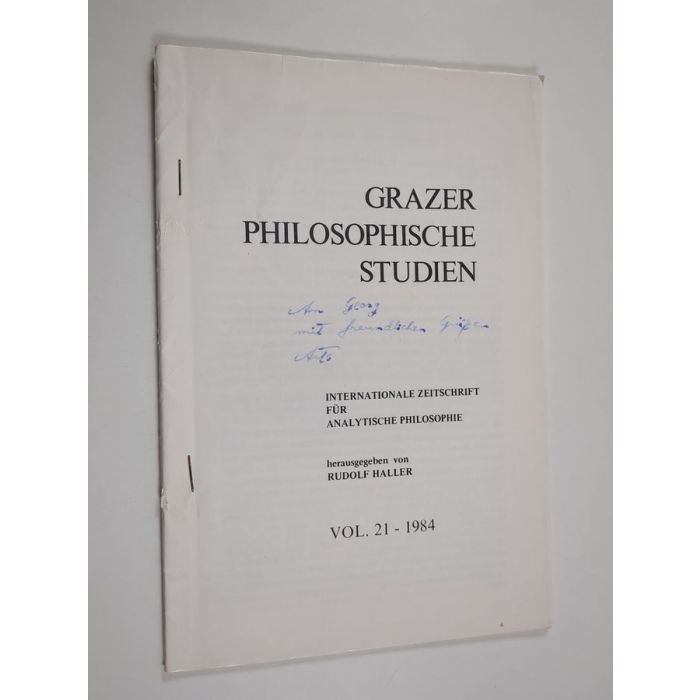 GRAZER
PHILOSOPHISCHE
STUDIEN
An Georg
mit freundlichen Grüßen
INTERNATIONALE ZEITSCHRIFT
FÜR
ANALYTISCHE PHILOSOPHIE
herausgegeben von
RUDOLF HALLER
VOL. 21 - 1984